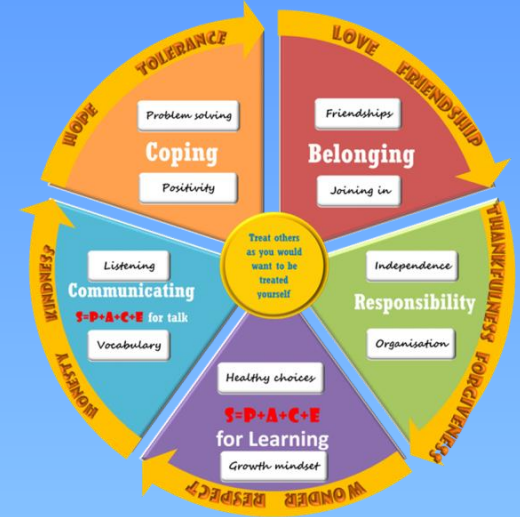 HOPE TOLERANCE
LOVE FRIENDSHIP
Problem solving
Coping
Positivity
Friendships
Belonging
Joining in
THANKFULNESS FORGIVENESS
Independence
Responsibility
Organisation
Treat others
as you would
want to be
treated
yourself
Healthy choices
S=P+A+C+E
for Learning
Growth mindset
WONDER RESPECT
Listening
Communicating
S=P+A+C+E for talk
Vocabulary
HONESTY KINDNESS